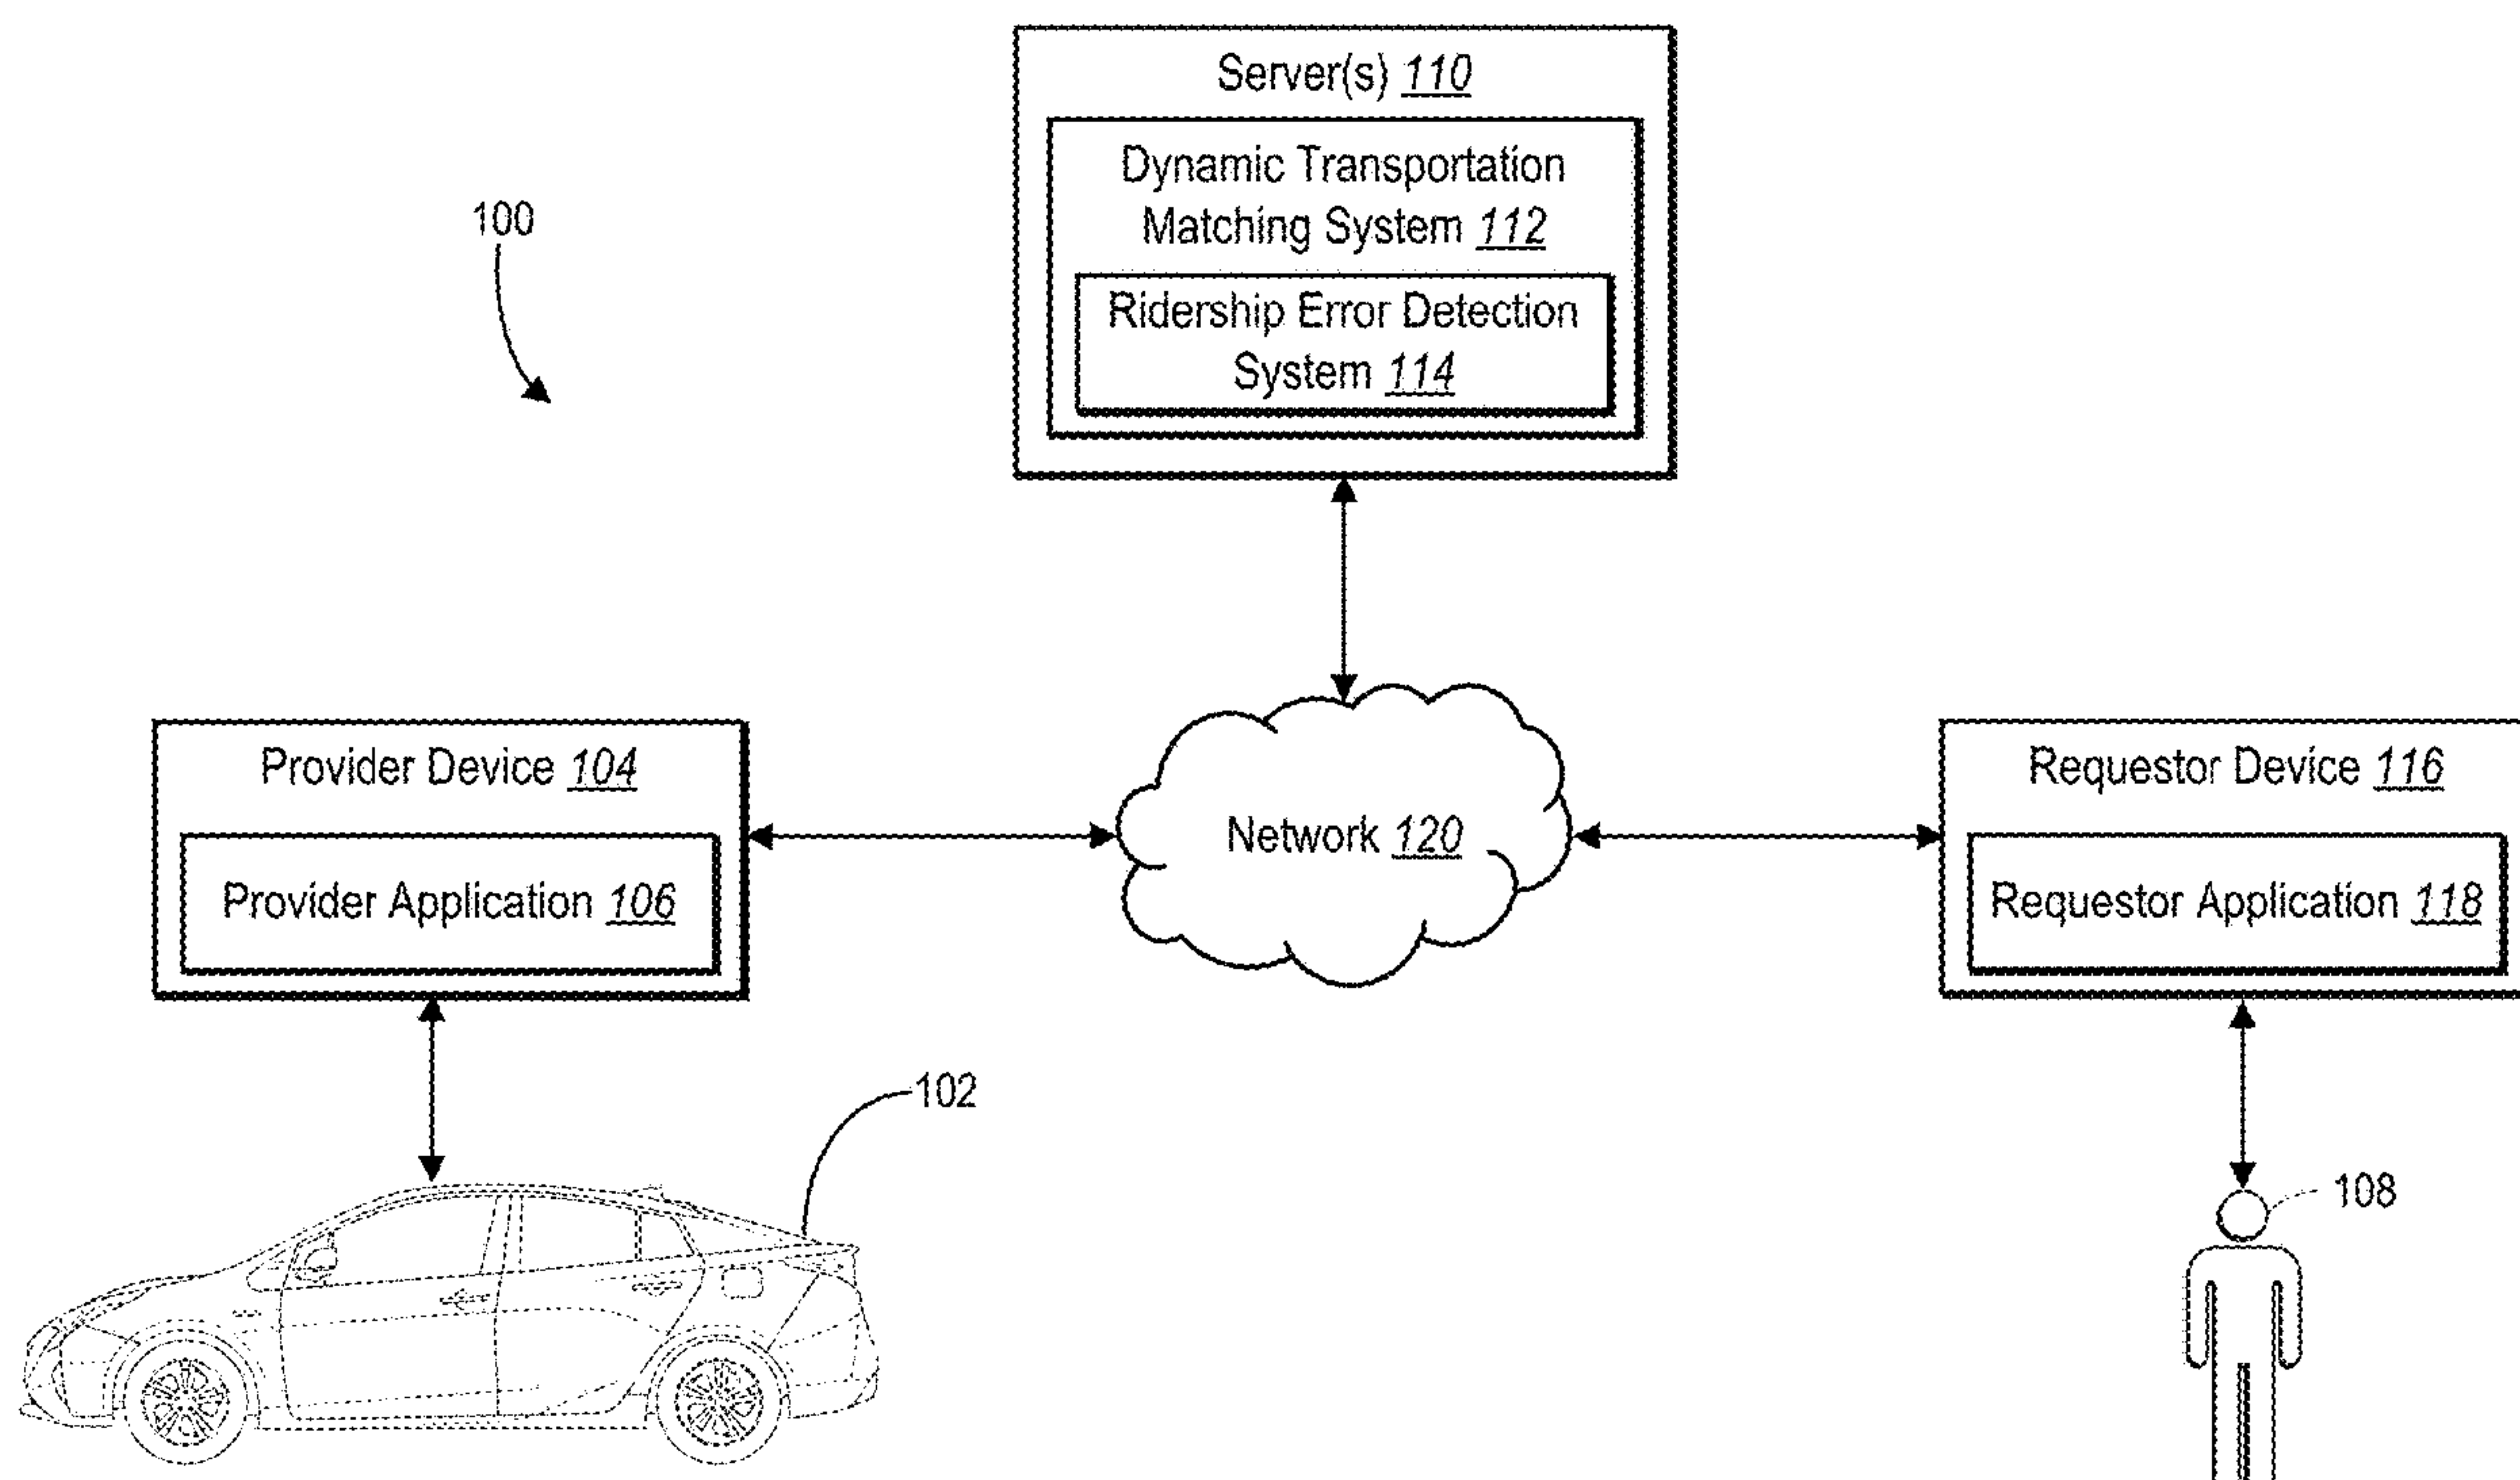 Server(s) 110
Dynamic Transportation
Matching System 112
Ridership Error Detection
System 114
100
Provider Device 104
Provider Application 106
Network 120
Requestor Device 116
Requestor Application 118
102
108